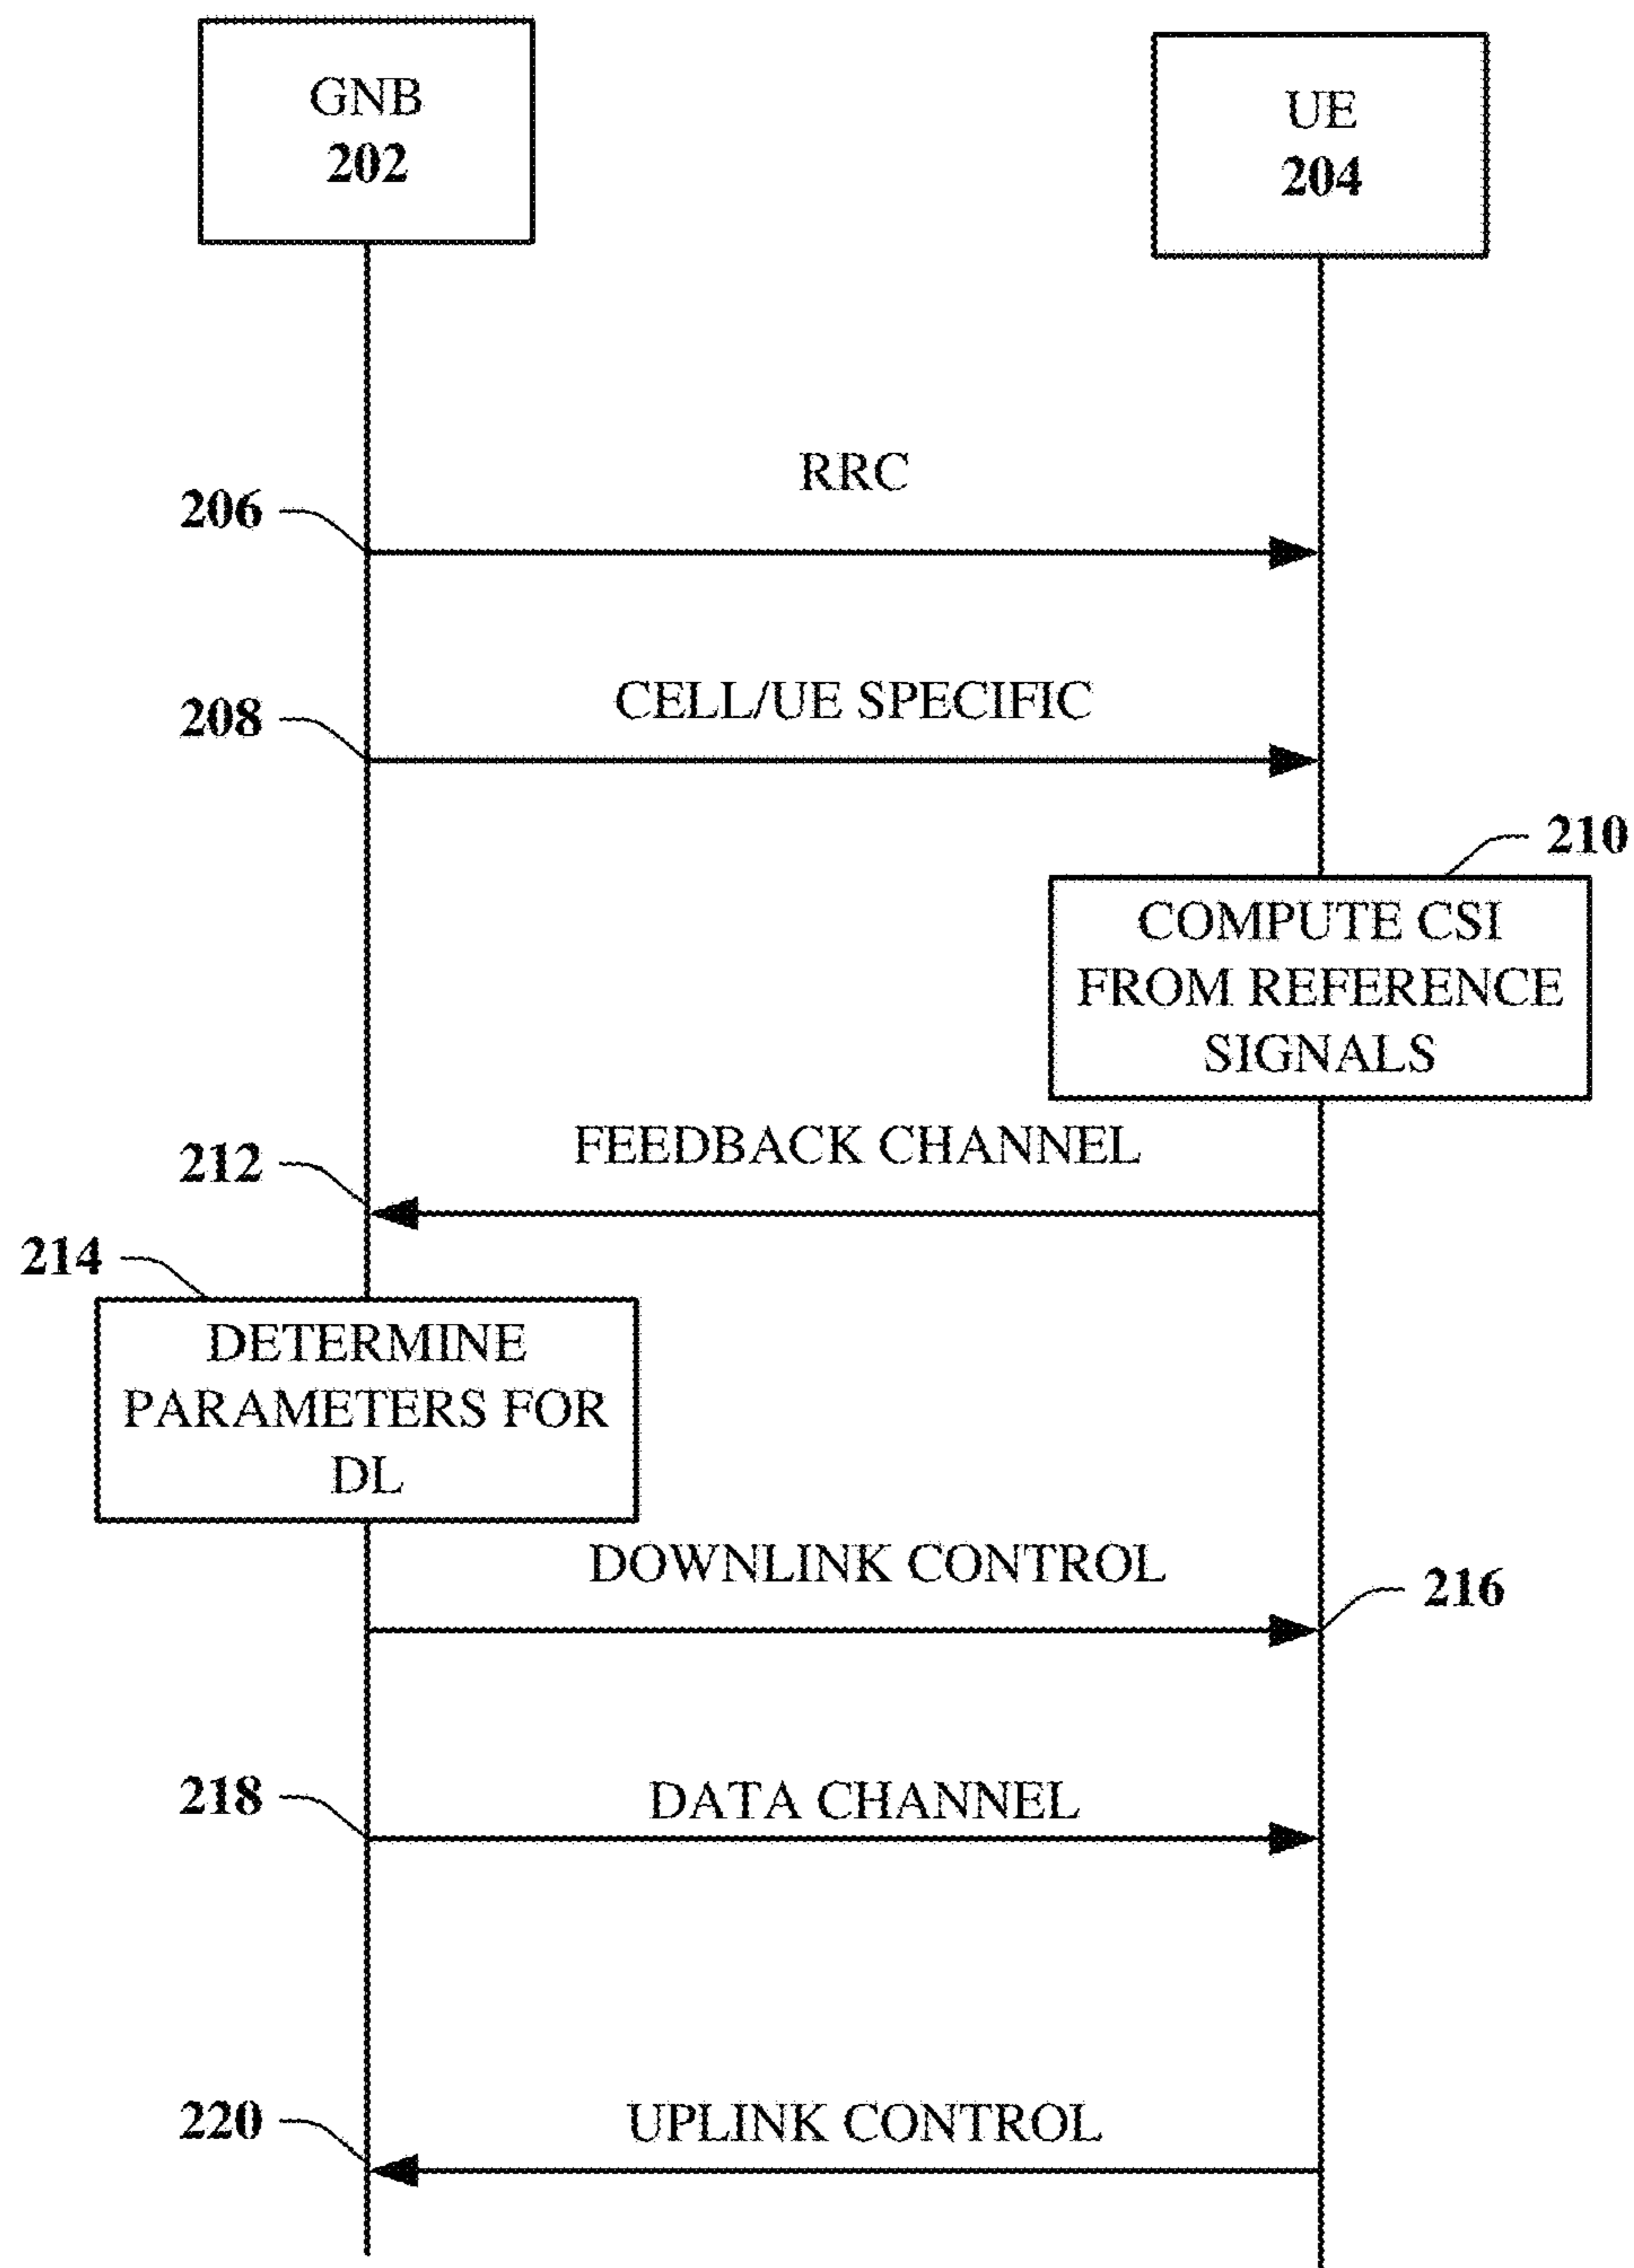 GNB
202
UE
204
RRC
206
CELL/UE SPECIFIC
208
210
COMPUTE CSI
FROM REFERENCE
SIGNALS
FEEDBACK CHANNEL
212
214
DETERMINE
PARAMETERS FOR
DL
DOWNLINK CONTROL
216
DATA CHANNEL
218
UPLINK CONTROL
220